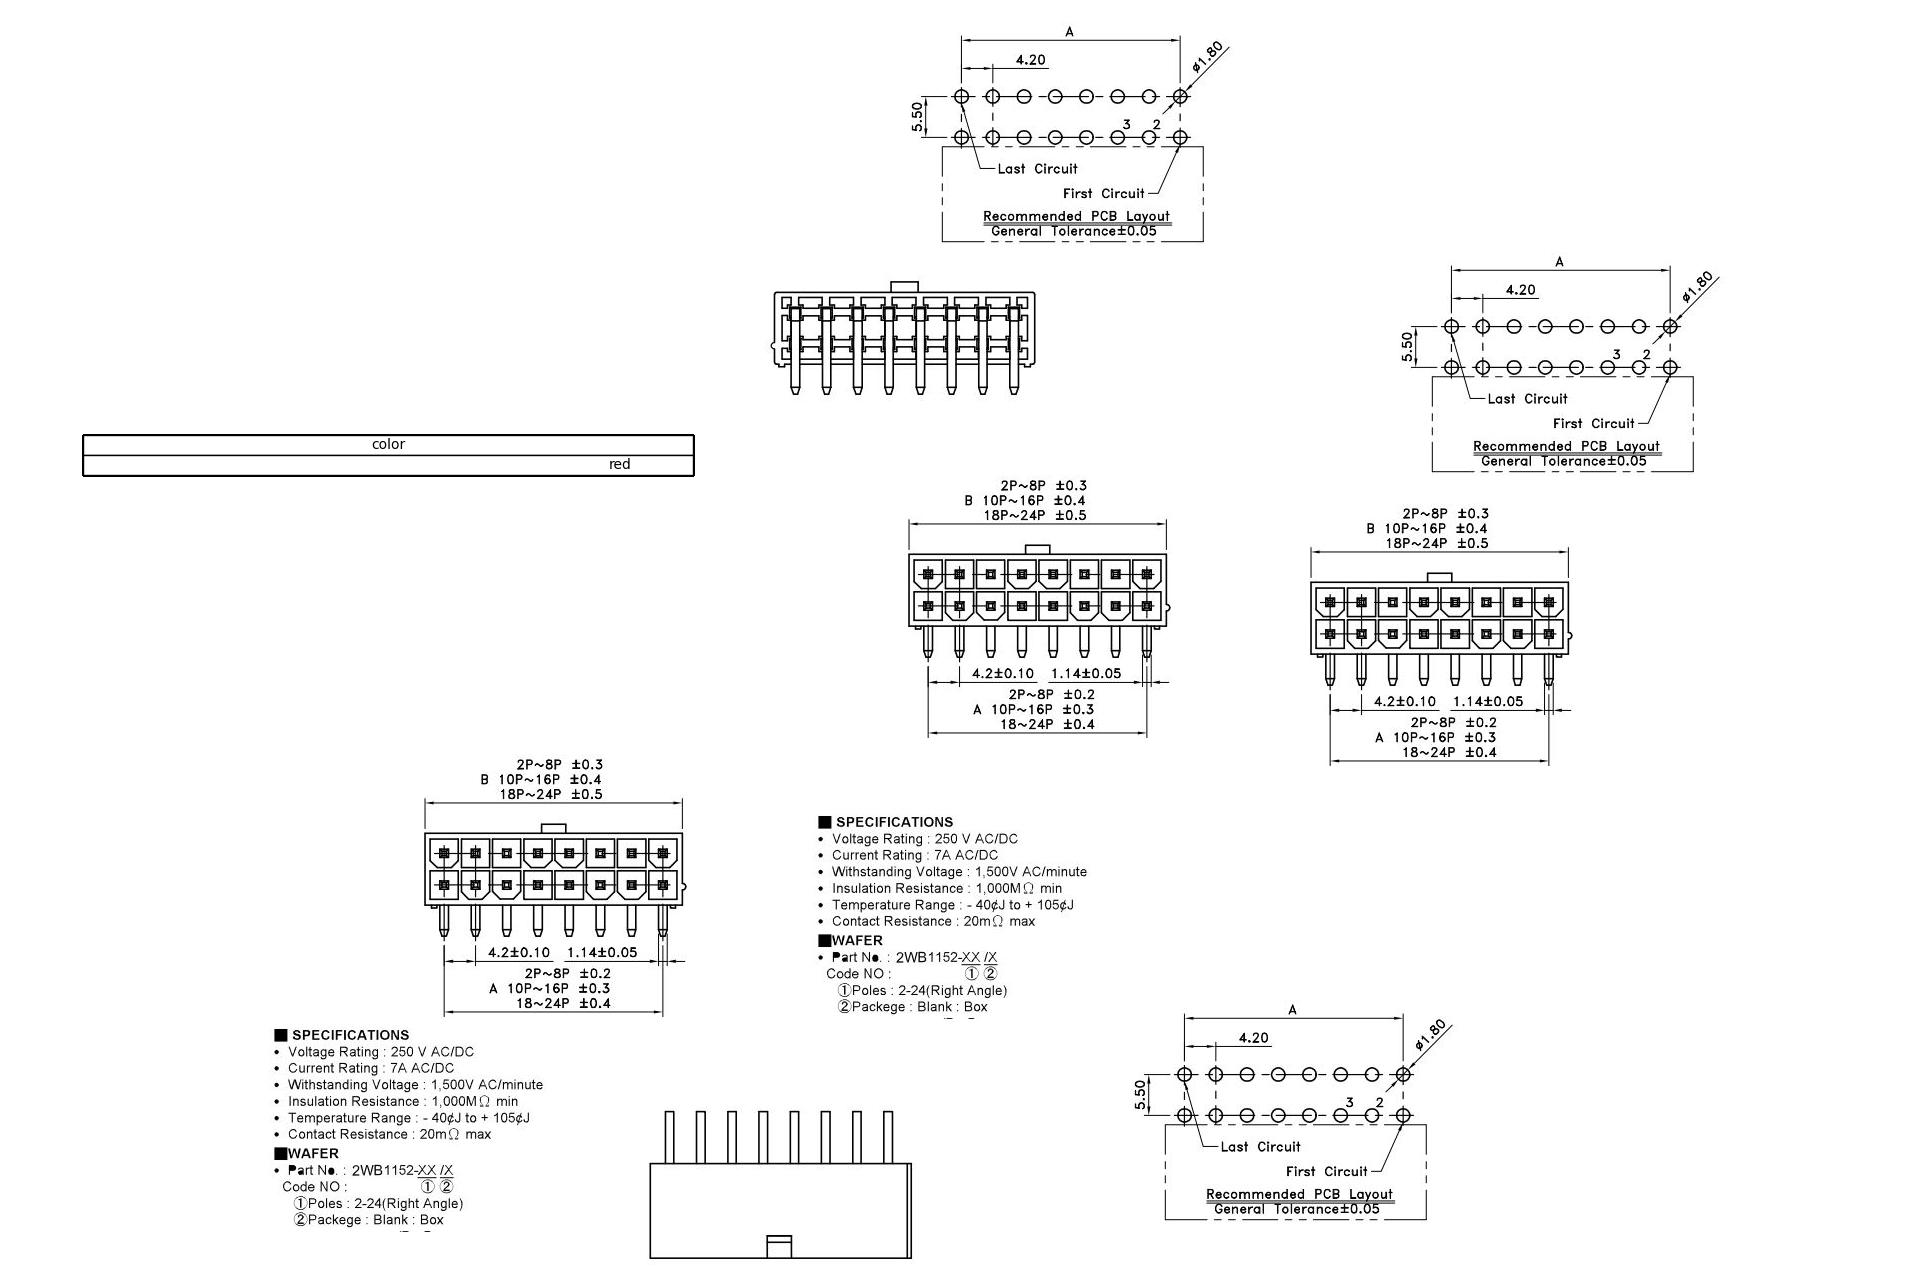 A
4.20
ø1.80
5.50
3 2
Last Circuit
First Circuit
Recommended PCB Layout
General Tolerance±0.05
A
4.20
ø1.80
5.50
3 2
Last Circuit
First Circuit
Recommended PCB Layout
General Tolerance±0.05
color
red
2P~8P ±0.3
B 10P~16P ±0.4
18P~24P ±0.5
4.2±0.10 1.14±0.05
2P~8P ±0.2
A 10P~16P ±0.3
18~24P ±0.4
2P~8P ±0.3
B 10P~16P ±0.4
18P~24P ±0.5
4.2±0.10 1.14±0.05
2P~8P ±0.2
A 10P~16P ±0.3
18~24P ±0.4
2P~8P ±0.3
B 10P~16P ±0.4
18P~24P ±0.5
4.2±0.10 1.14±0.05
2P~8P ±0.2
A 10P~16P ±0.3
18~24P ±0.4
■ SPECIFICATIONS
• Voltage Rating : 250 V AC/DC
• Current Rating : 7A AC/DC
• Withstanding Voltage : 1,500V AC/minute
• Insulation Resistance : 1,000MΩ min
• Temperature Range : - 40¢J to + 105¢J
• Contact Resistance : 20mΩ max
■WAFER
• Part No. : 2WB1152-XX /X
Code NO : ① ②
①Poles : 2-24(Right Angle)
②Packege : Blank : Box
■ SPECIFICATIONS
• Voltage Rating : 250 V AC/DC
• Current Rating : 7A AC/DC
• Withstanding Voltage : 1,500V AC/minute
• Insulation Resistance : 1,000MΩ min
• Temperature Range : - 40¢J to + 105¢J
• Contact Resistance : 20mΩ max
■WAFER
• Part No. : 2WB1152-XX /X
Code NO : ① ②
①Poles : 2-24(Right Angle)
②Packege : Blank : Box
A
4.20
ø1.80
5.50
3 2
Last Circuit
First Circuit
Recommended PCB Layout
General Tolerance±0.05